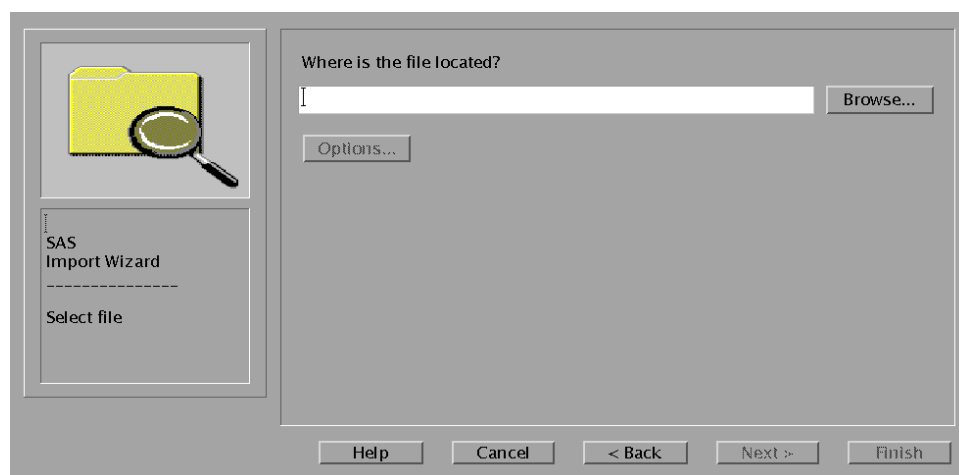 Where is the file located?
Browse...
Options...
SAS
Import Wizard
---------------
Select file
Help
Cancel
< Back
Next >
Finish